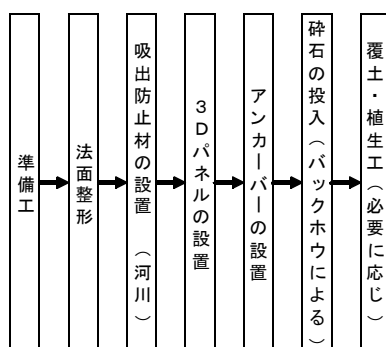 準備工
法面整形
吸出防止材の設置　（河川）
３Ｄパネルの設置
アンカーバーの設置
砕石の投入（バックホウによる）
覆土・植生工（必要に応じ）